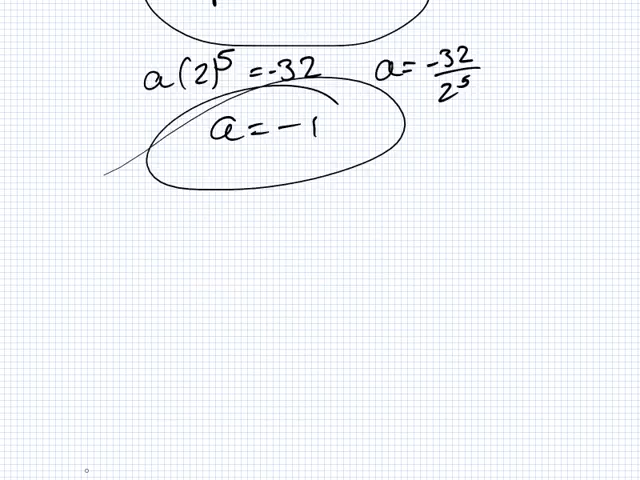 a(2)^5 = -32    a = -32/2^5
a = -1